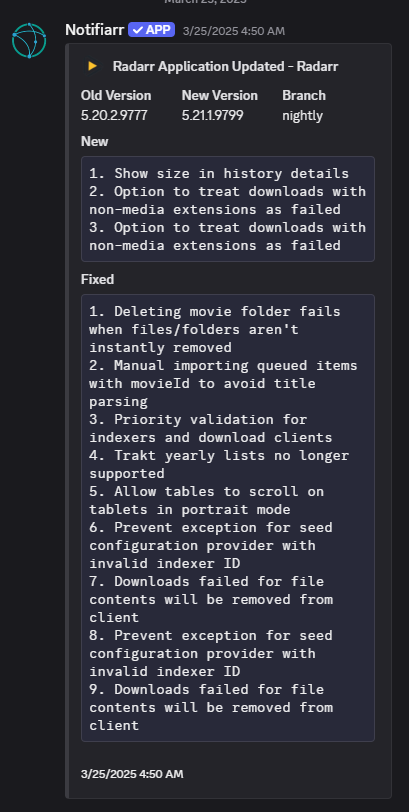 March 25, 2025
Notifiarr ✓ APP 3/25/2025 4:50 AM
Radarr Application Updated - Radarr
Old Version New Version Branch
5.20.2.9777 5.21.1.9799 nightly
New
1. Show size in history details
2. Option to treat downloads with
non-media extensions as failed
3. Option to treat downloads with
non-media extensions as failed
Fixed
1. Deleting movie folder fails
when files/folders aren't
instantly removed
2. Manual importing queued items
with movieId to avoid title
parsing
3. Priority validation for
indexers and download clients
4. Trakt yearly lists no longer
supported
5. Allow tables to scroll on
tablets in portrait mode
6. Prevent exception for seed
configuration provider with
invalid indexer ID
7. Downloads failed for file
contents will be removed from
client
8. Prevent exception for seed
configuration provider with
invalid indexer ID
9. Downloads failed for file
contents will be removed from
client
3/25/2025 4:50 AM